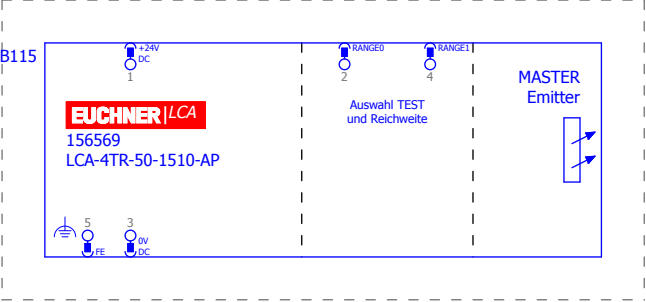 B115
+24V
DC
1
RANGE0
2
RANGE1
4
MASTER
Emitter
EUCHNER LCA
Auswahl TEST
und Reichweite
156569
LCA-4TR-50-1510-AP
5
FE
3
0V
DC